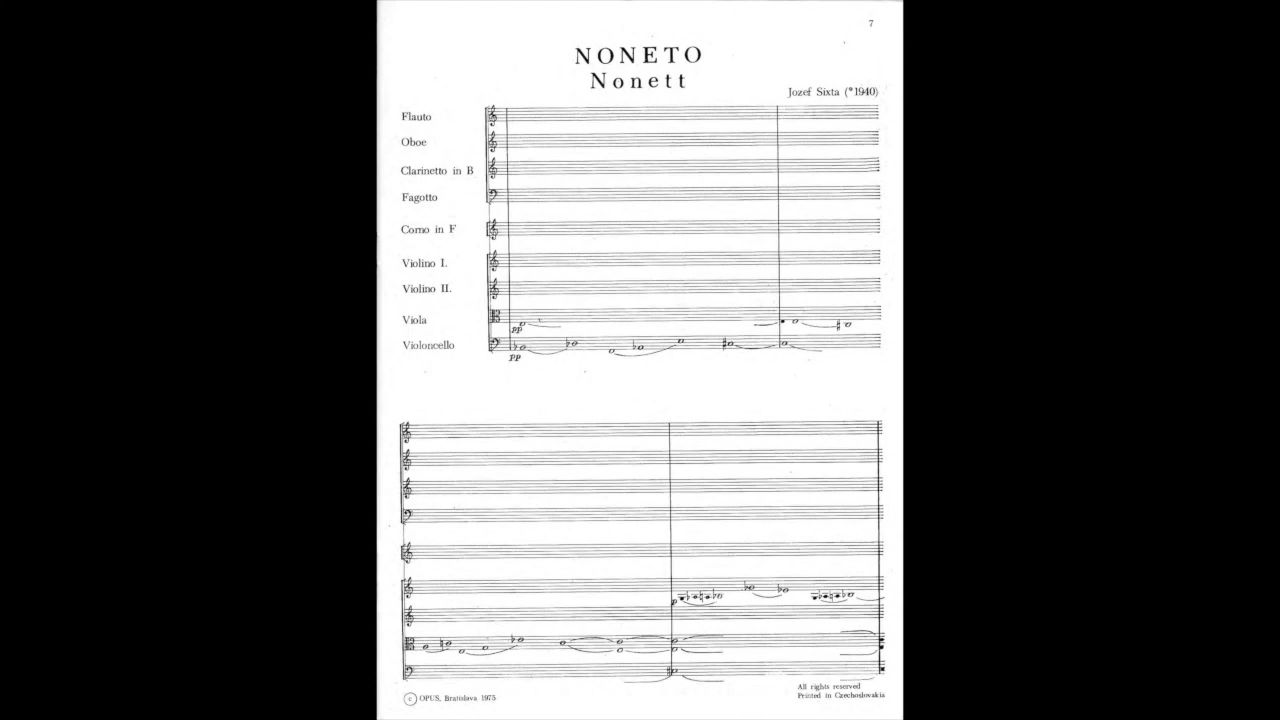 7
NONETO
Nonett
Jozef Sixta (*1940)
Flauto
Oboe
Clarinetto in B
Fagotto
Corno in F
Violino I.
Violino II.
Viola
pp
Violoncello
pp
© OPUS, Bratislava 1975
All rights reserved
Printed in Czechoslovakia